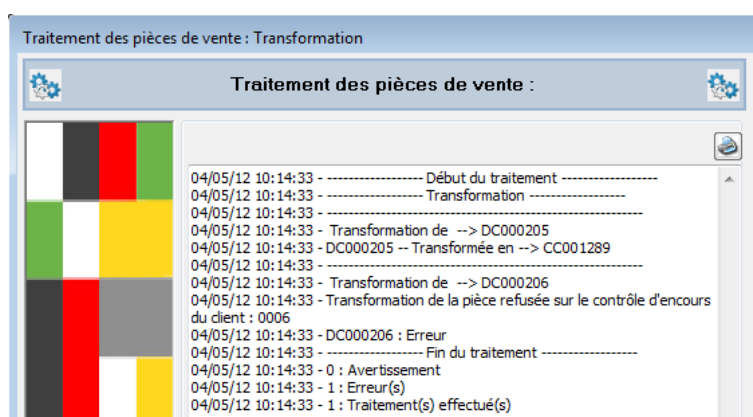 Traitement des pièces de vente : Transformation
Traitement des pièces de vente :
04/05/12 10:14:33 - ------------------ Début du traitement ------------------
04/05/12 10:14:33 - ------------------ Transformation ------------------
04/05/12 10:14:33 - -----------------------------------------------------------
04/05/12 10:14:33 -  Transformation de  --> DC000205
04/05/12 10:14:33 -DC000205 -- Transformée en --> CC001289
04/05/12 10:14:33 - -----------------------------------------------------------
04/05/12 10:14:33 -  Transformation de  --> DC000206
04/05/12 10:14:33 -Transformation de la pièce refusée sur le contrôle d'encours
du client : 0006
04/05/12 10:14:33 -DC000206 : Erreur
04/05/12 10:14:33 - ------------------ Fin du traitement ------------------
04/05/12 10:14:33 - 0 : Avertissement
04/05/12 10:14:33 - 1 : Erreur(s)
04/05/12 10:14:33 - 1 : Traitement(s) effectué(s)